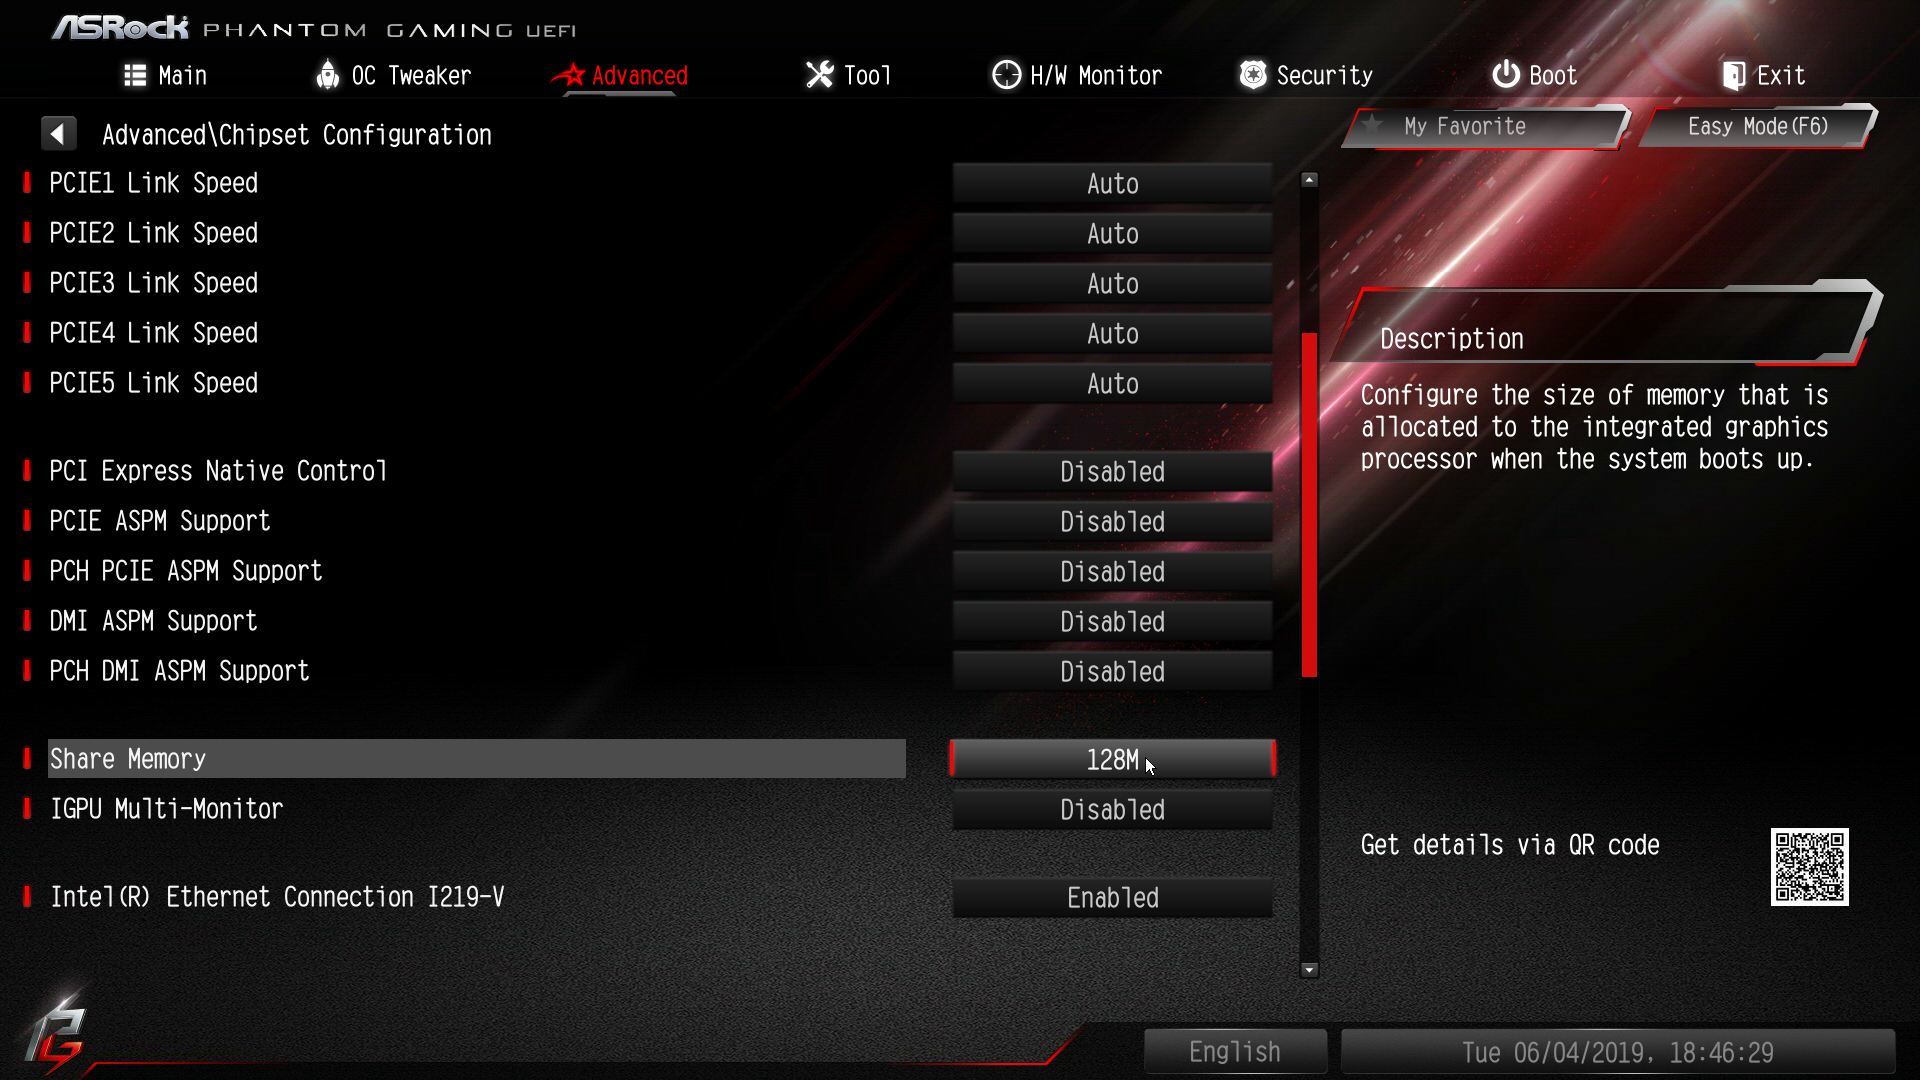 ASRock PHANTOM GAMING UEFI
Main OC Tweaker Advanced Tool H/W Monitor Security Boot Exit
Advanced\Chipset Configuration
My Favorite Easy Mode(F6)
PCIE1 Link Speed Auto
PCIE2 Link Speed Auto
PCIE3 Link Speed Auto
PCIE4 Link Speed Auto
PCIE5 Link Speed Auto
PCI Express Native Control Disabled
PCIE ASPM Support Disabled
PCH PCIE ASPM Support Disabled
DMI ASPM Support Disabled
PCH DMI ASPM Support Disabled
Share Memory 128M
IGPU Multi-Monitor Disabled
Intel(R) Ethernet Connection I219-V Enabled
Description
Configure the size of memory that is
allocated to the integrated graphics
processor when the system boots up.
Get details via QR code
English
Tue 06/04/2019, 18:46:29